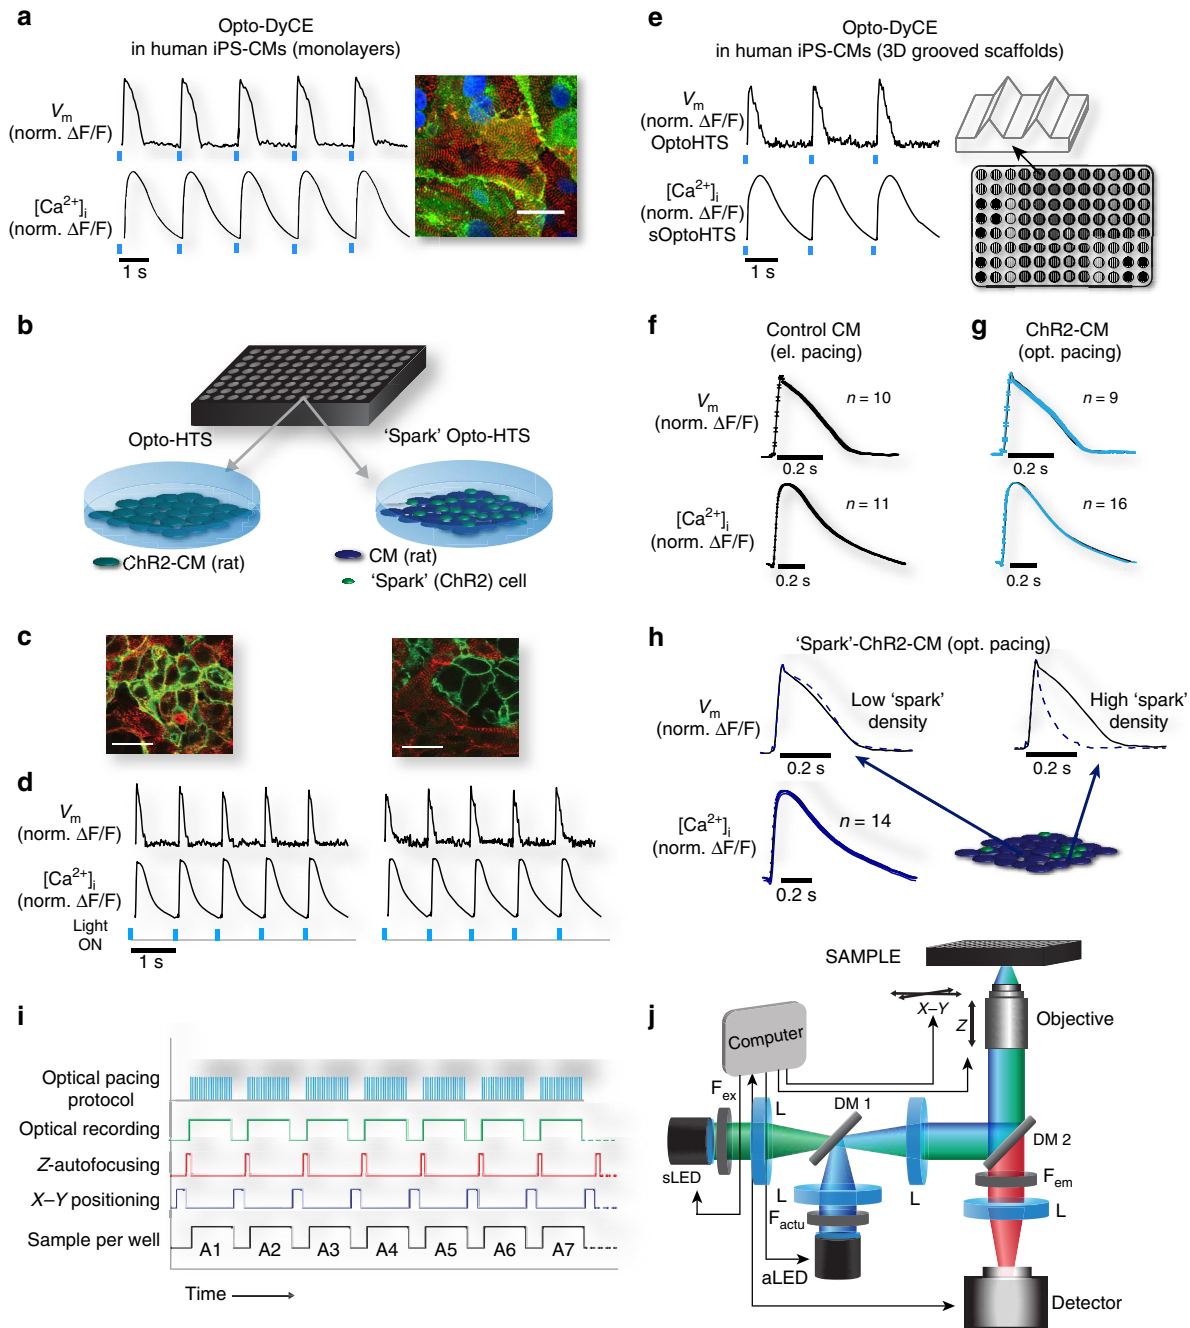 a
Opto-DyCE
in human iPS-CMs (monolayers)
Vm
(norm. ΔF/F)
[Ca2+]i
(norm. ΔF/F)
1 s
e
Opto-DyCE
in human iPS-CMs (3D grooved scaffolds)
Vm
(norm. ΔF/F)
OptoHTS
[Ca2+]i
(norm. ΔF/F)
sOptoHTS
1 s
b
Opto-HTS
'Spark' Opto-HTS
ChR2-CM (rat)
CM (rat)
'Spark' (ChR2) cell
f
Control CM
(el. pacing)
Vm
(norm. ΔF/F)
n = 10
0.2 s
[Ca2+]i
(norm. ΔF/F)
n = 11
0.2 s
g
ChR2-CM
(opt. pacing)
n = 9
0.2 s
n = 16
0.2 s
c
d
Vm
(norm. ΔF/F)
[Ca2+]i
(norm. ΔF/F)
Light
ON
1 s
h
'Spark'-ChR2-CM (opt. pacing)
Vm
(norm. ΔF/F)
Low 'spark'
density
0.2 s
High 'spark'
density
0.2 s
[Ca2+]i
(norm. ΔF/F)
n = 14
0.2 s
i
Optical pacing
protocol
Optical recording
Z-autofocusing
X–Y positioning
Sample per well
A1 A2 A3 A4 A5 A6 A7
Time
j
SAMPLE
X–Y
Z
Objective
Computer
Fex
L
DM 1
DM 2
sLED
L
L
Fem
L
Factu
aLED
Detector